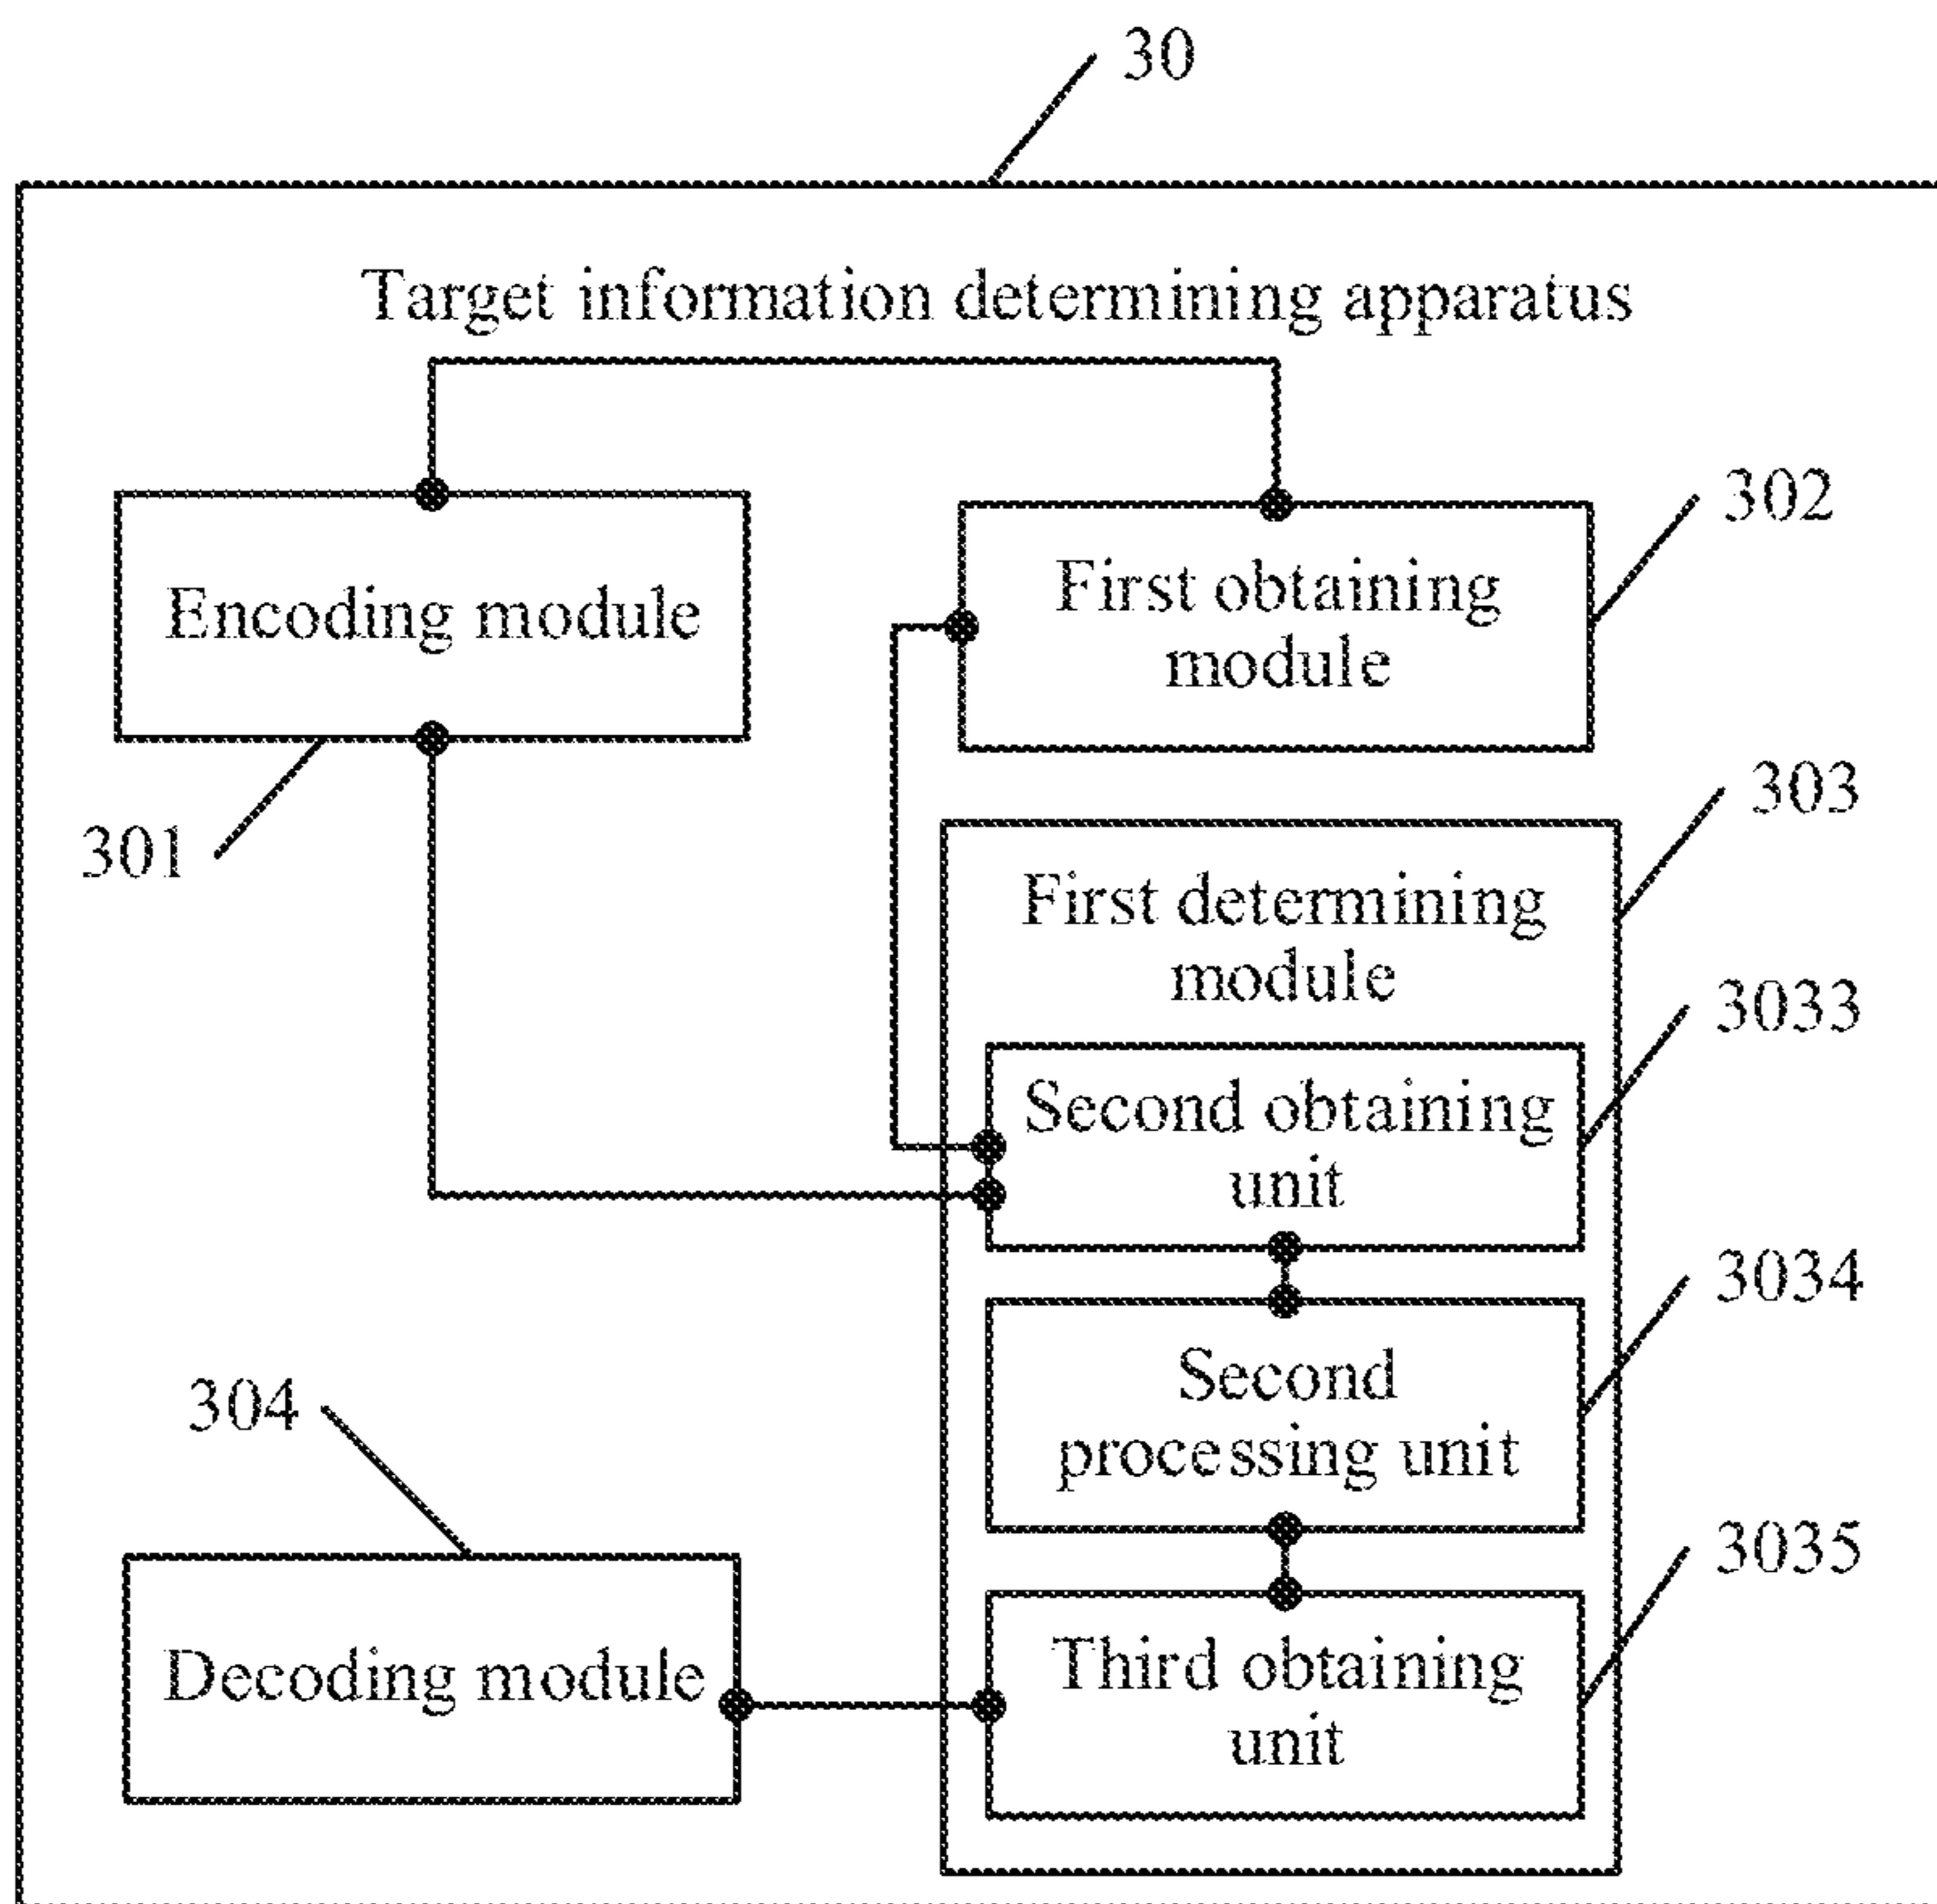 30
Target information determining apparatus
Encoding module
301
First obtaining
module
302
303
First determining
module
3033
Second obtaining
unit
3034
Second
processing unit
304
3035
Decoding module
Third obtaining
unit